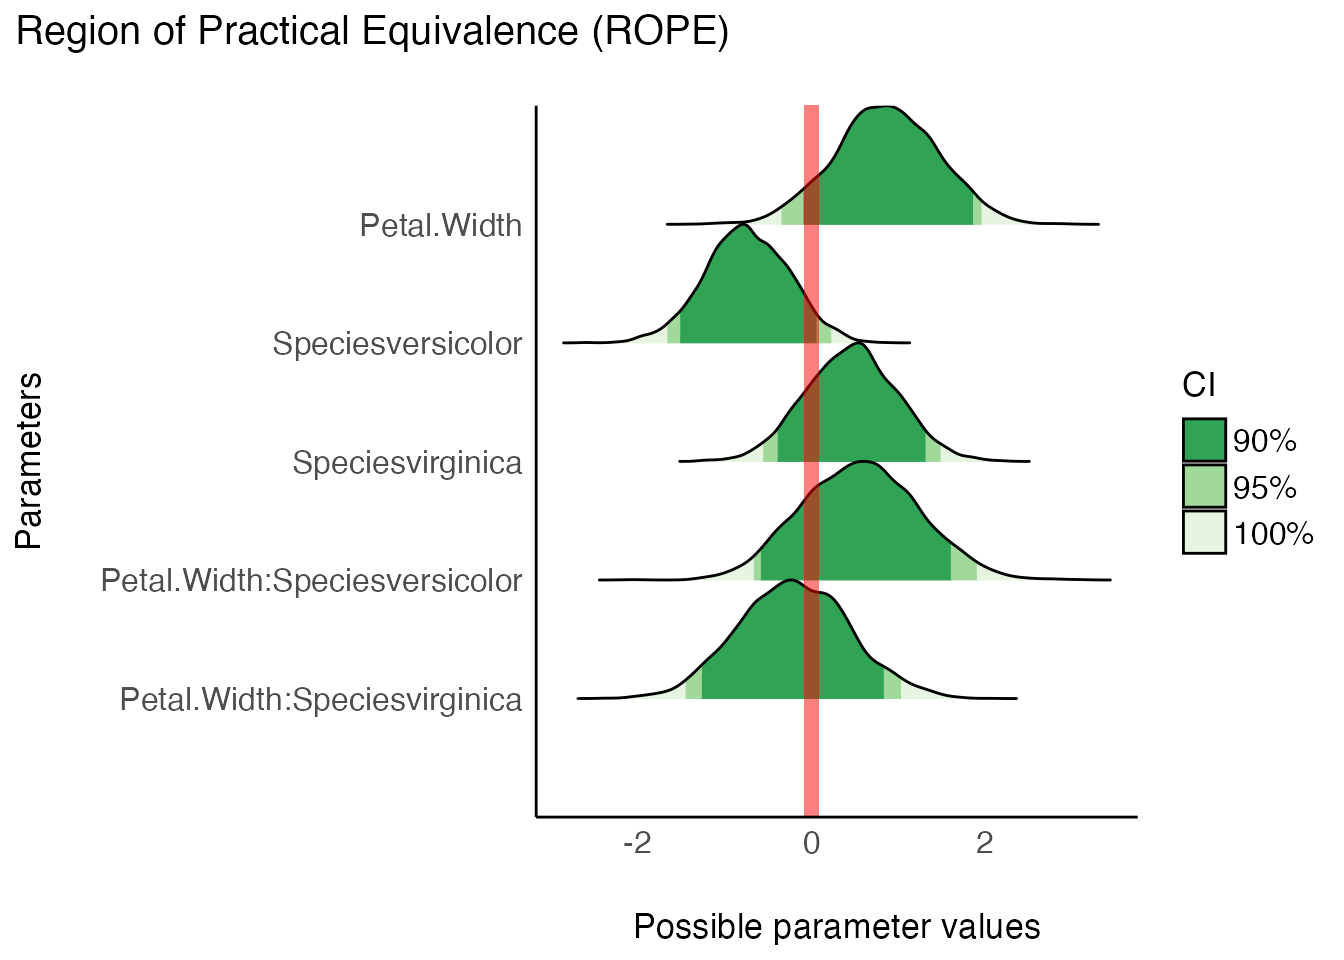 Region of Practical Equivalence (ROPE)
Parameters
Petal.Width
Speciesversicolor
Speciesvirginica
Petal.Width:Speciesversicolor
Petal.Width:Speciesvirginica
-2 0 2
Possible parameter values
CI
90%
95%
100%